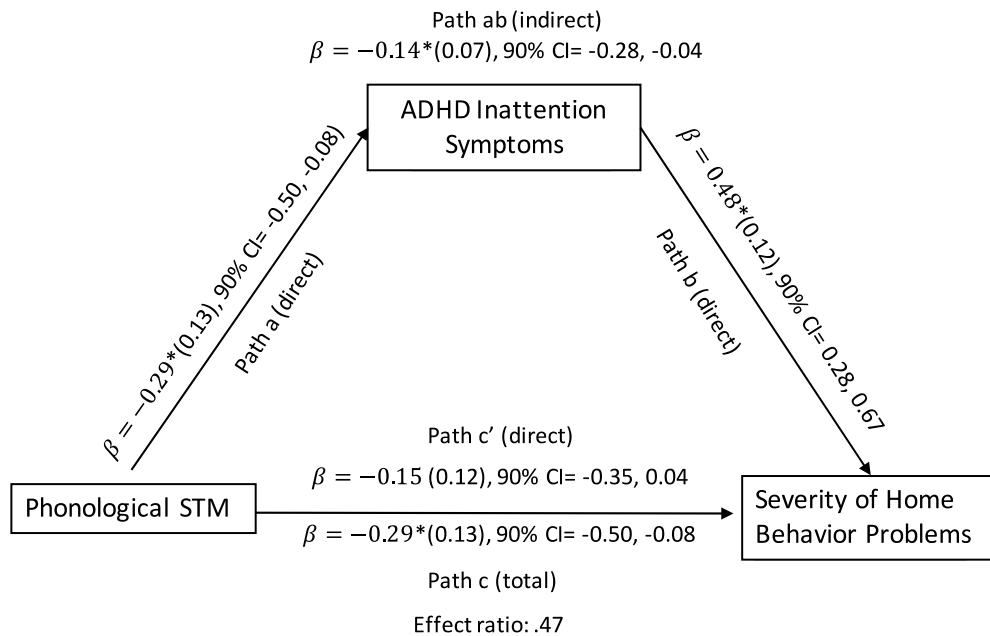 Path ab (indirect)
β = −0.14*(0.07), 90% CI= -0.28, -0.04
ADHD Inattention
Symptoms
β = −0.29*(0.13), 90% CI= -0.50, -0.08)
Path a (direct)
β = 0.48*(0.12), 90% CI= 0.28, 0.67
Path b (direct)
Path c’ (direct)
β = −0.15 (0.12), 90% CI= -0.35, 0.04
Phonological STM
Severity of Home
Behavior Problems
β = −0.29*(0.13), 90% CI= -0.50, -0.08
Path c (total)
Effect ratio: .47